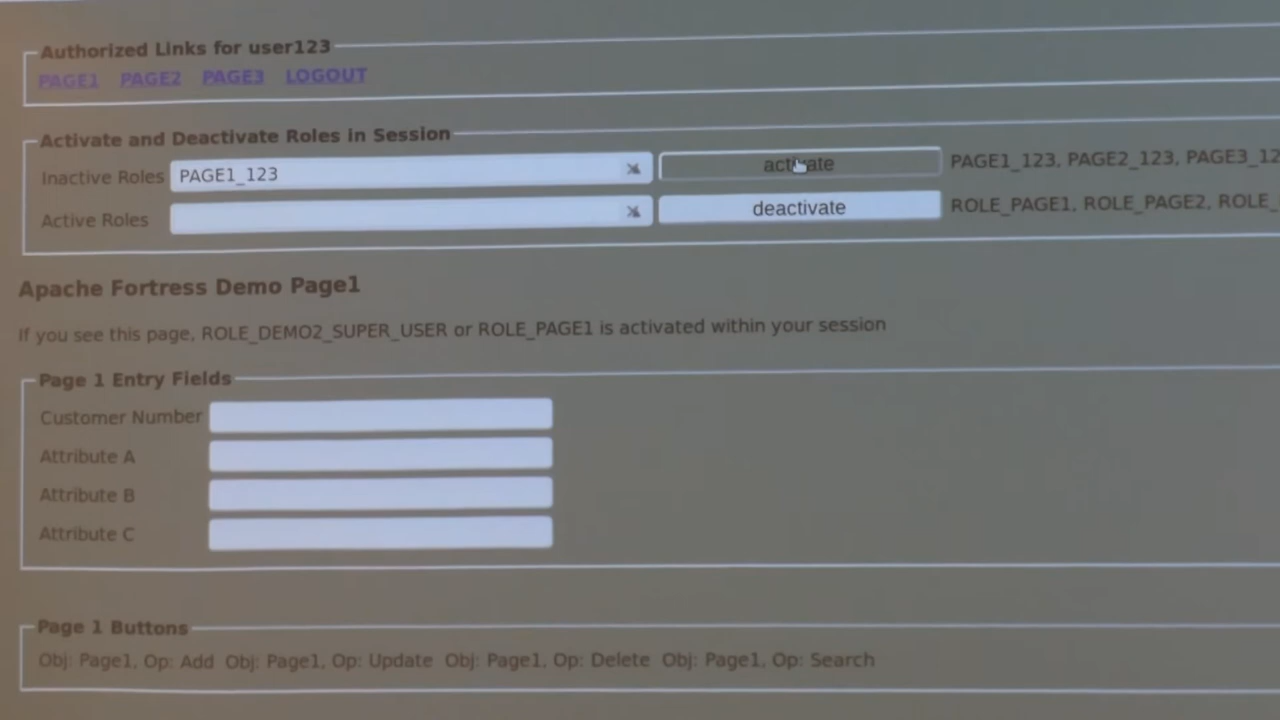 Authorized Links for user123
PAGE1 PAGE2 PAGE3 LOGOUT
Activate and Deactivate Roles in Session
Inactive Roles PAGE1_123 activate PAGE1_123, PAGE2_123, PAGE3_12
Active Roles deactivate ROLE_PAGE1, ROLE_PAGE2, ROLE_
Apache Fortress Demo Page1
If you see this page, ROLE_DEMO2_SUPER_USER or ROLE_PAGE1 is activated within your session
Page 1 Entry Fields
Customer Number
Attribute A
Attribute B
Attribute C
Page 1 Buttons
Obj: Page1, Op: Add Obj: Page1, Op: Update Obj: Page1, Op: Delete Obj: Page1, Op: Search